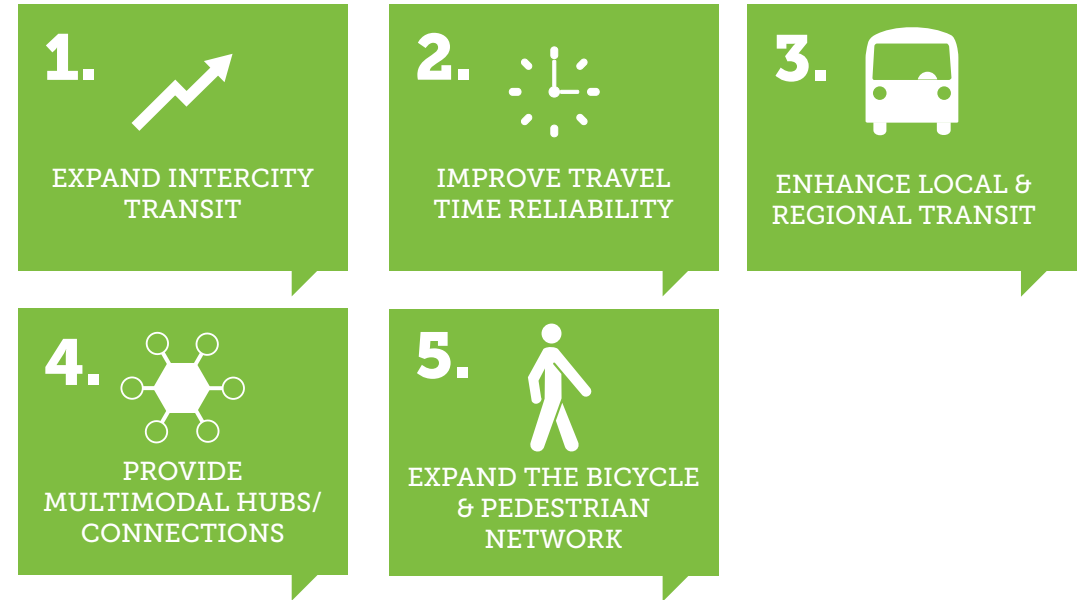 1.
EXPAND INTERCITY
TRANSIT
2.
IMPROVE TRAVEL
TIME RELIABILITY
3.
ENHANCE LOCAL &
REGIONAL TRANSIT
4.
PROVIDE
MULTIMODAL HUBS/
CONNECTIONS
5.
EXPAND THE BICYCLE
& PEDESTRIAN
NETWORK